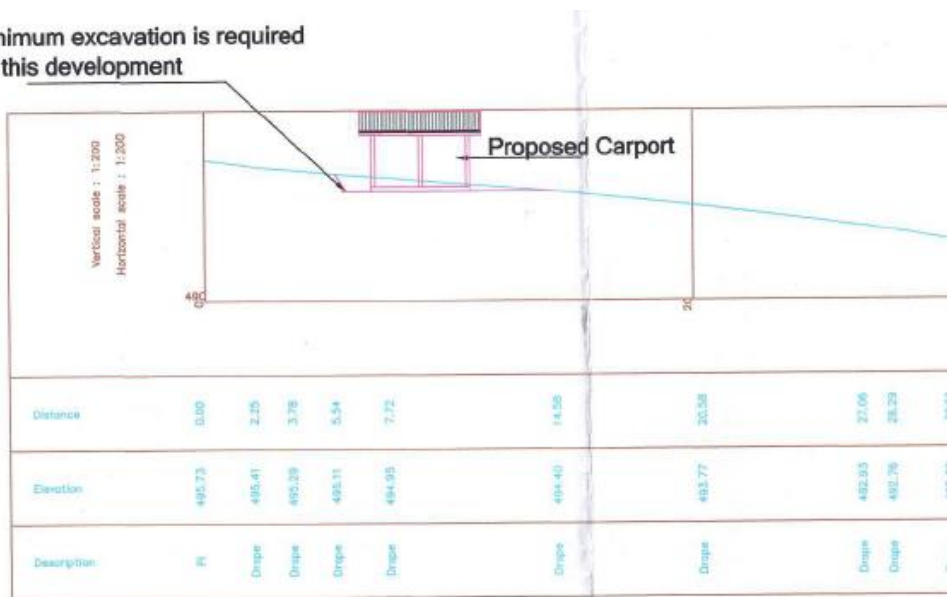 nimum excavation is required
this development
Vertical scale : 1:200
Horizontal scale : 1:200
Proposed Carport
490
0
20
Distance 0.00 2.25 3.78 5.54 7.72 14.58 20.58 27.06 28.29
Elevation 495.73 495.41 495.29 495.11 494.95 494.40 493.77 492.93 492.76
Description PI Drape Drape Drape Drape Drape Drape Drape Drape